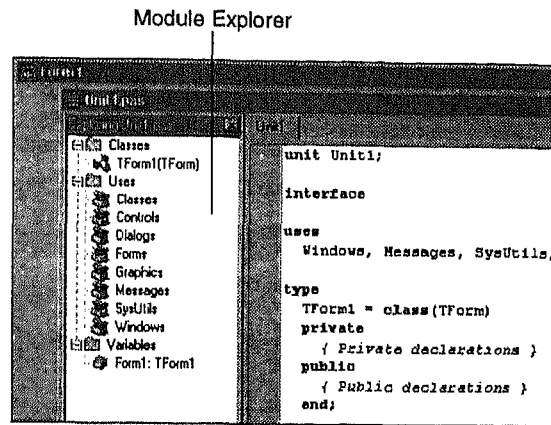 Module Explorer
Form1
Unit1.pas
Classes
TForm1(TForm)
Uses
Classes
Controls
Dialogs
Forms
Graphics
Messages
SysUtils
Windows
Variables
Form1: TForm1
Unit1
unit Unit1;
interface
uses
Windows, Messages, SysUtils,
type
TForm1 = class(TForm)
private
{ Private declarations }
public
{ Public declarations }
end;